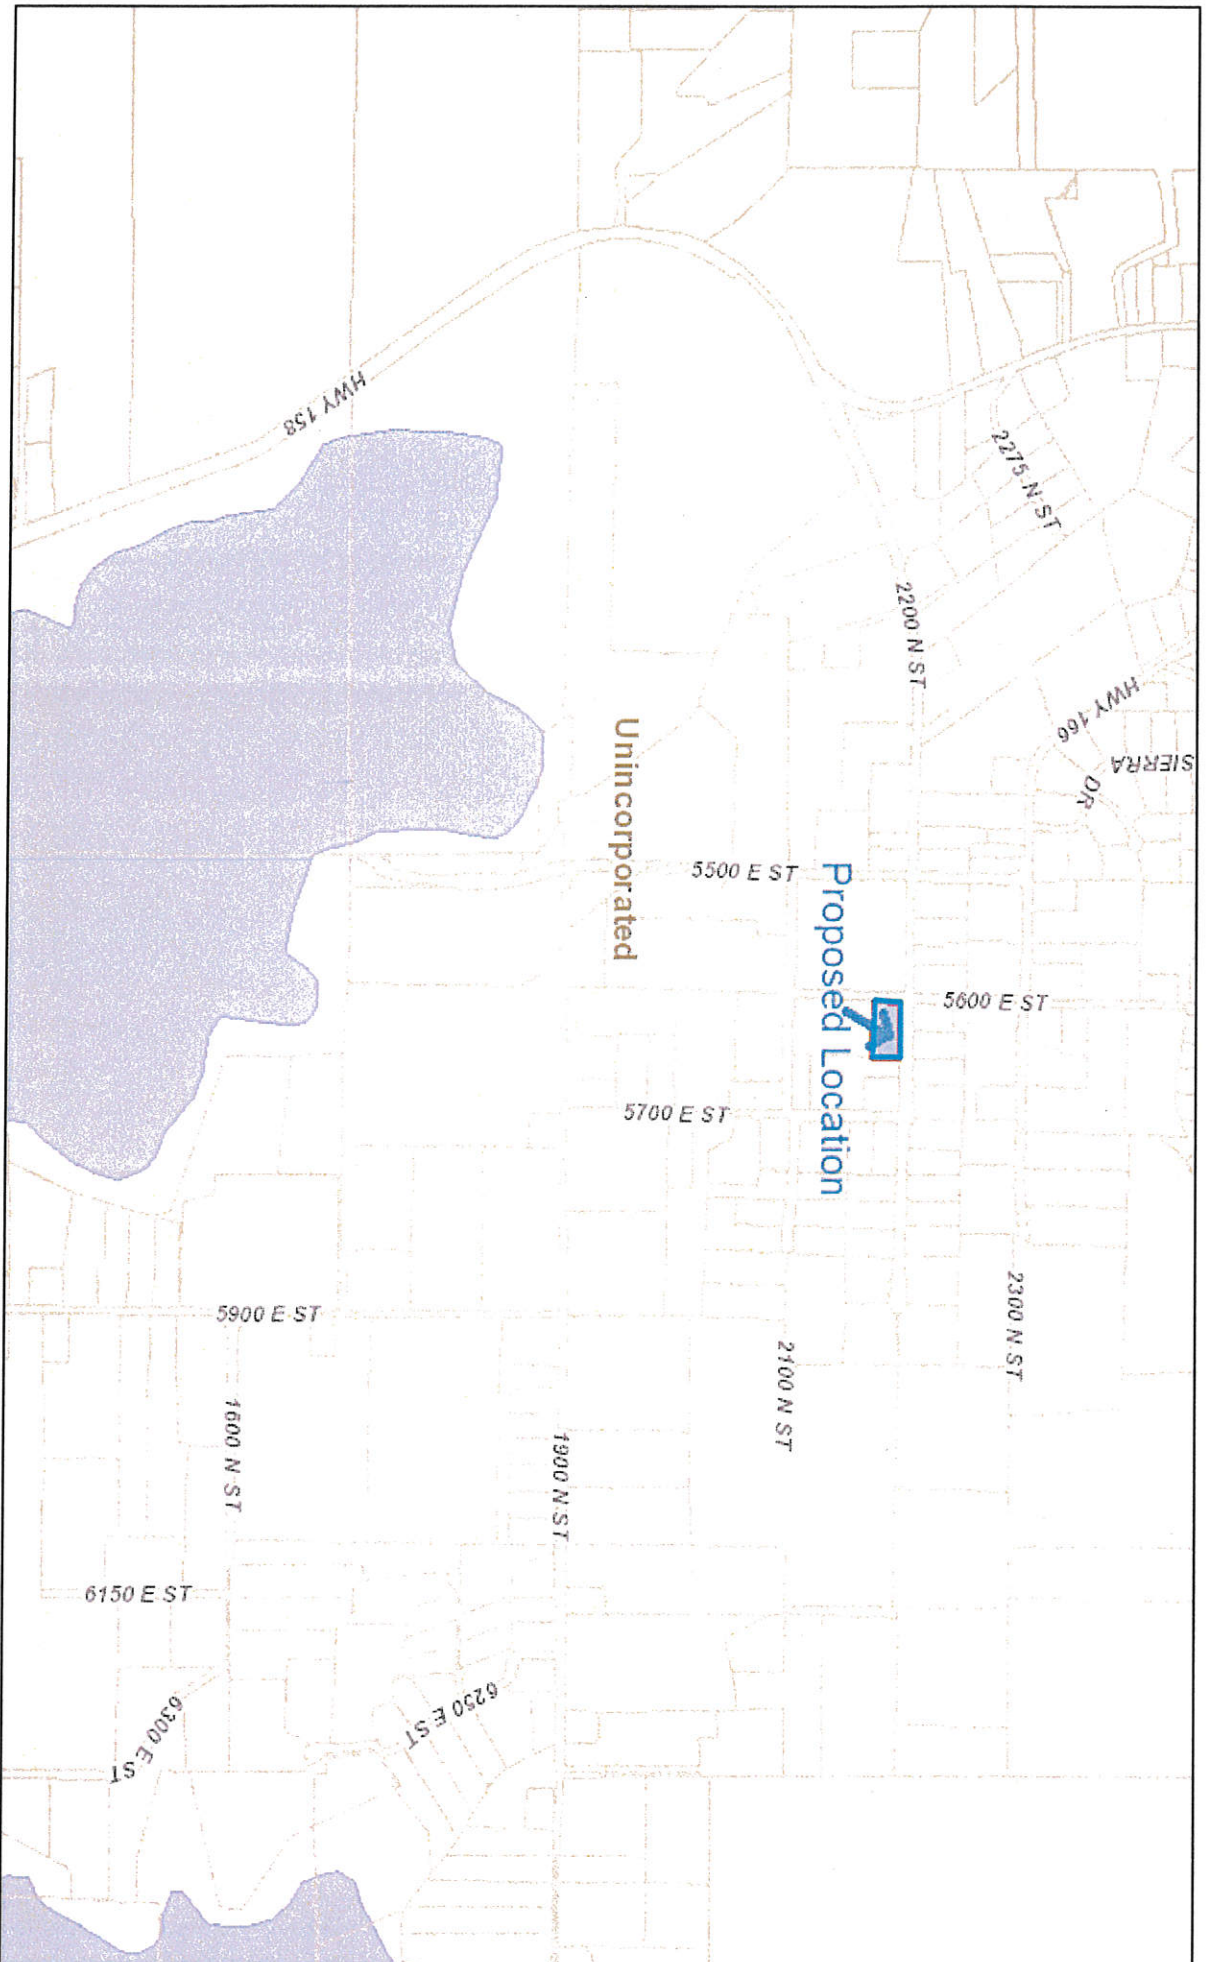 HWY 158
2275 N ST
2200 N ST
HWY 166
SIERRA DR
Unincorporated
5500 E ST
Proposed Location
5600 E ST
5700 E ST
5900 E ST
2300 N ST
2100 N ST
1900 N ST
1600 N ST
6150 E ST
6250 E ST
6300 E ST